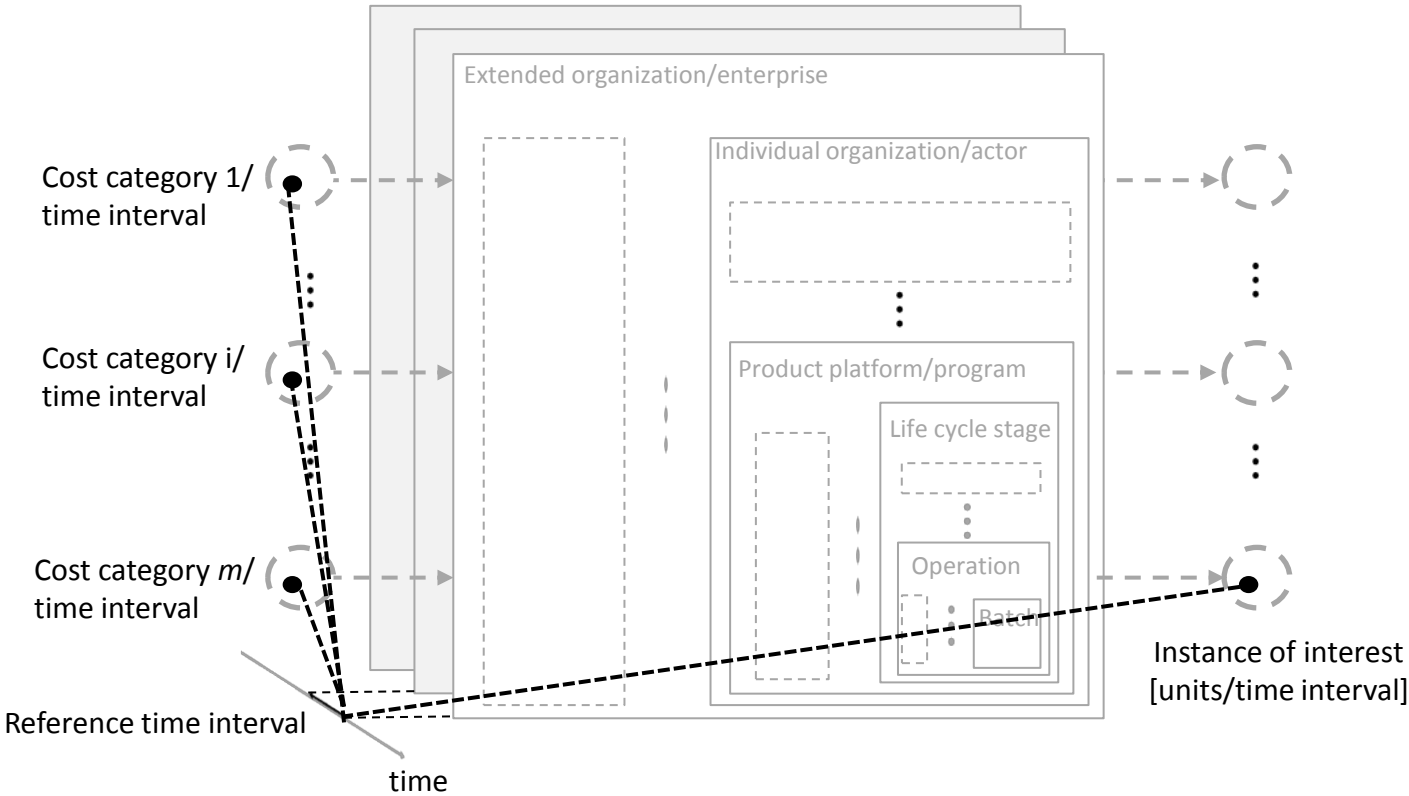 Extended organization/enterprise
Individual organization/actor
Cost category 1/
time interval
Cost category i/
time interval
Product platform/program
Life cycle stage
Cost category m/
time interval
Operation
Batch
Instance of interest
[units/time interval]
Reference time interval
time